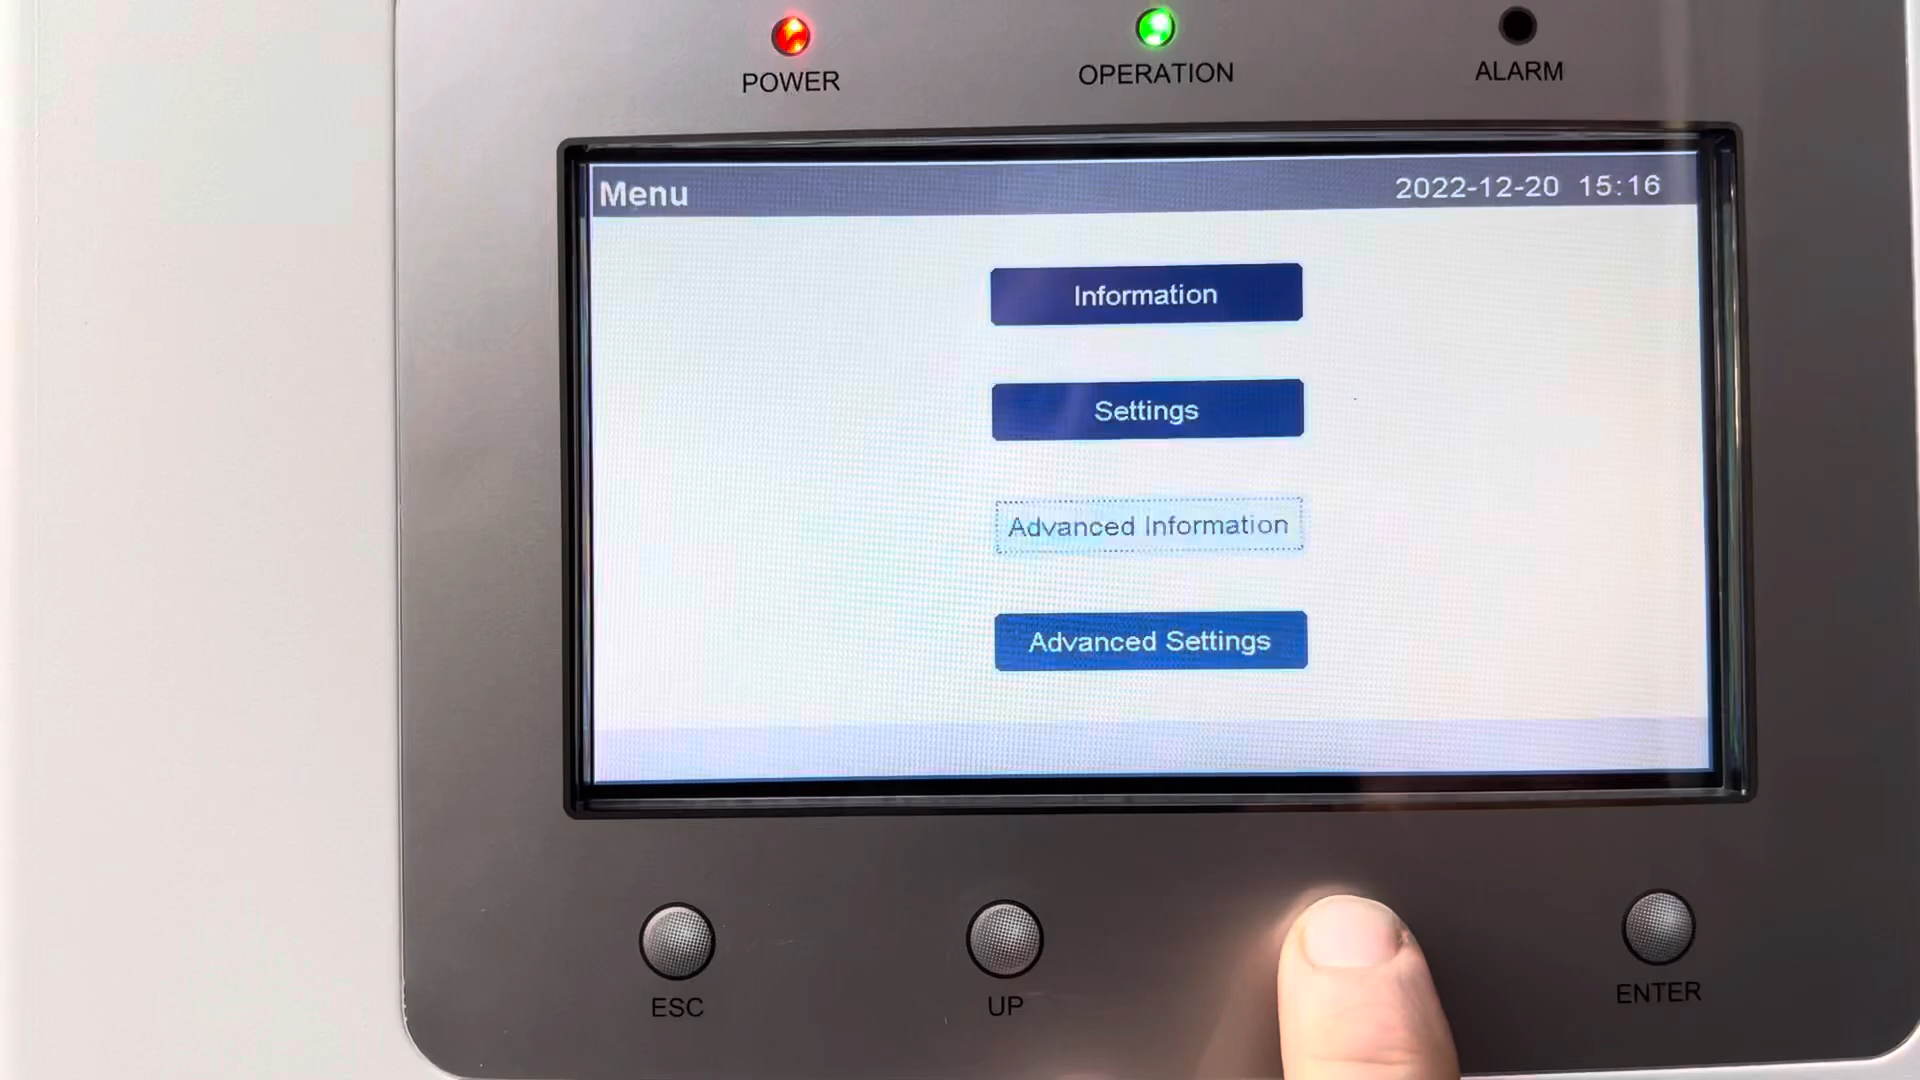 POWER
OPERATION
ALARM
Menu
2022-12-20 15:16
Information
Settings
Advanced Information
Advanced Settings
ESC
UP
ENTER